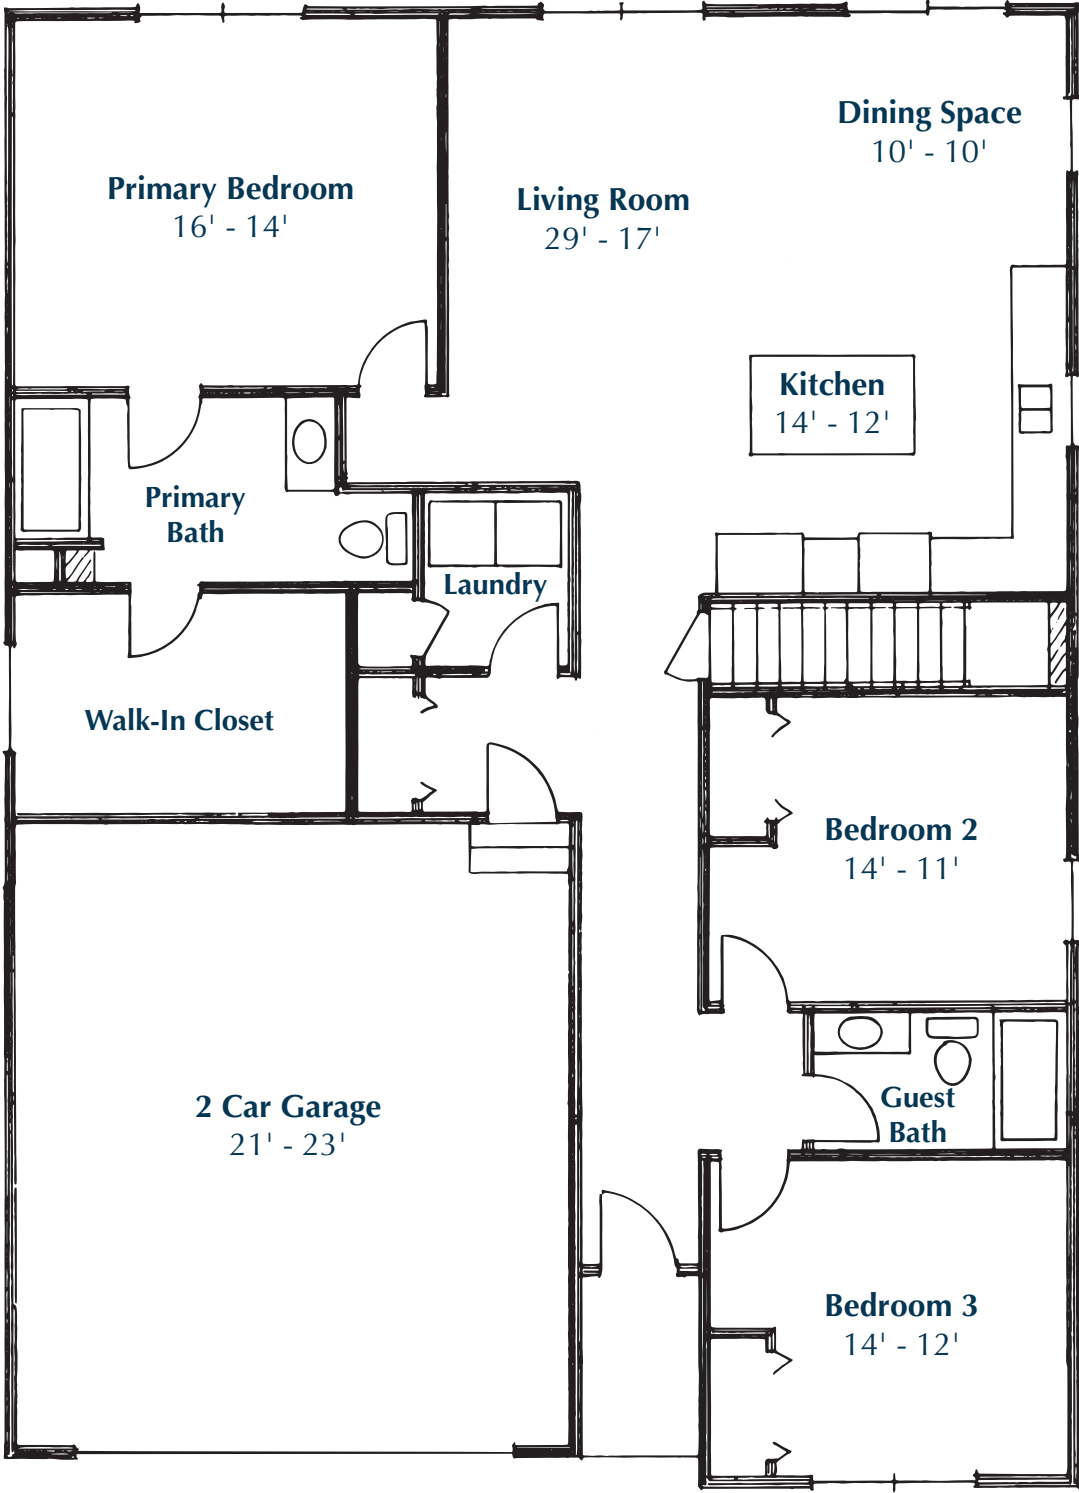 Dining Space
10' - 10'
Primary Bedroom
16' - 14'
Living Room
29' - 17'
Kitchen
14' - 12'
Primary
Bath
Laundry
Walk-In Closet
Bedroom 2
14' - 11'
2 Car Garage
21' - 23'
Guest
Bath
Bedroom 3
14' - 12'